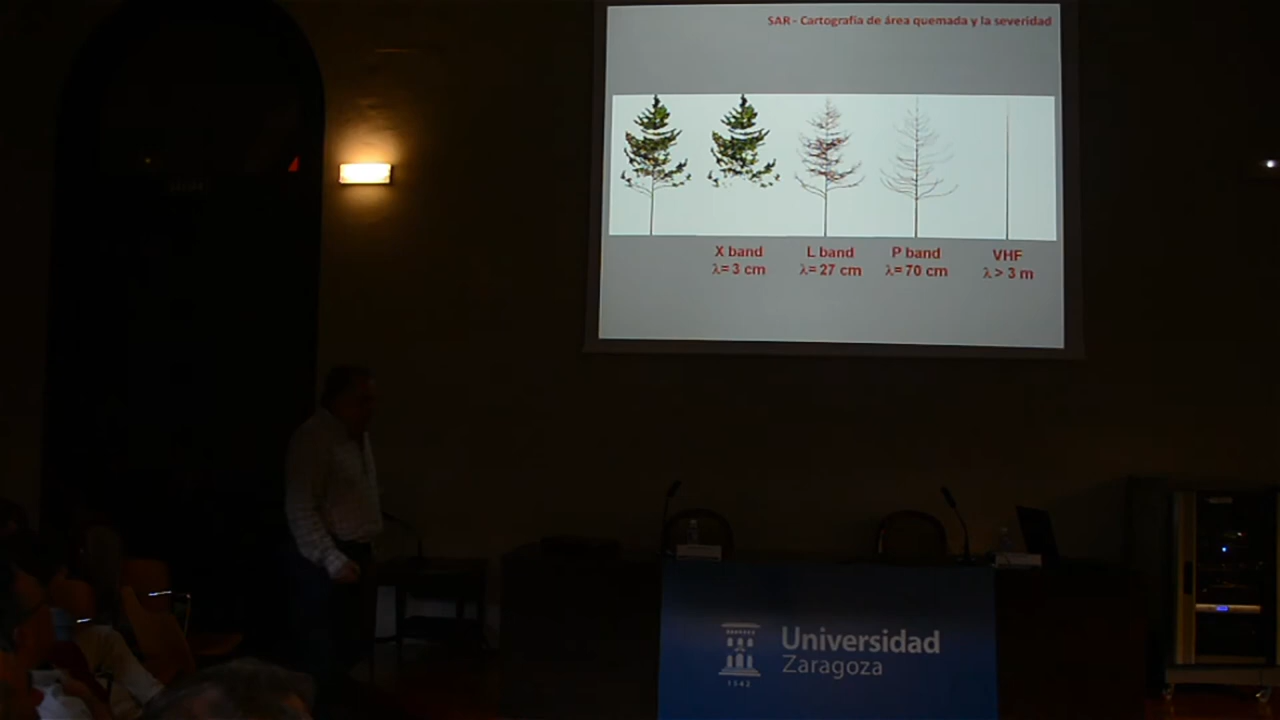 SAR - Cartografía de área quemada y la severidad
X band
λ= 3 cm
L band
λ= 27 cm
P band
λ= 70 cm
VHF
λ > 3 m
Universidad
Zaragoza
1542